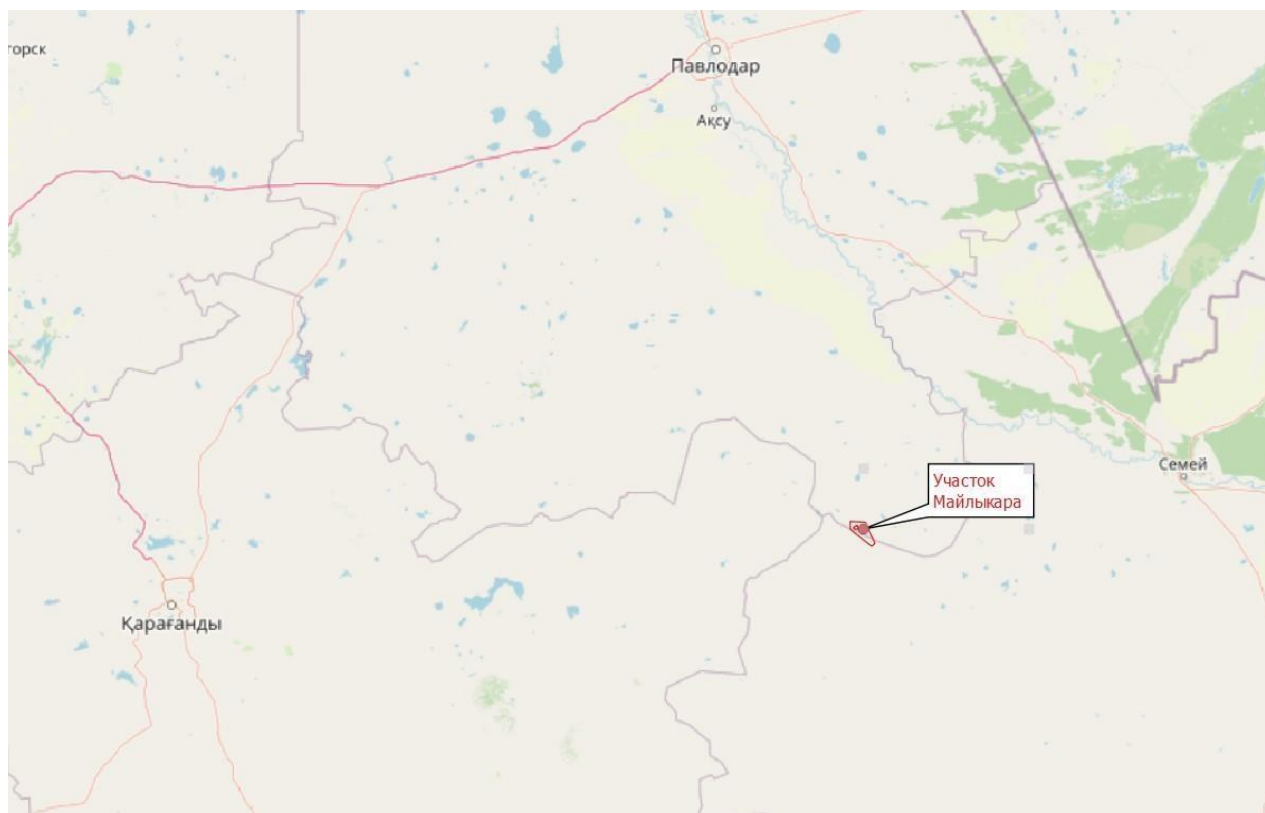 горск
Павлодар
Ақсу
Семей
Участок
Майлыкара
Қарағанды